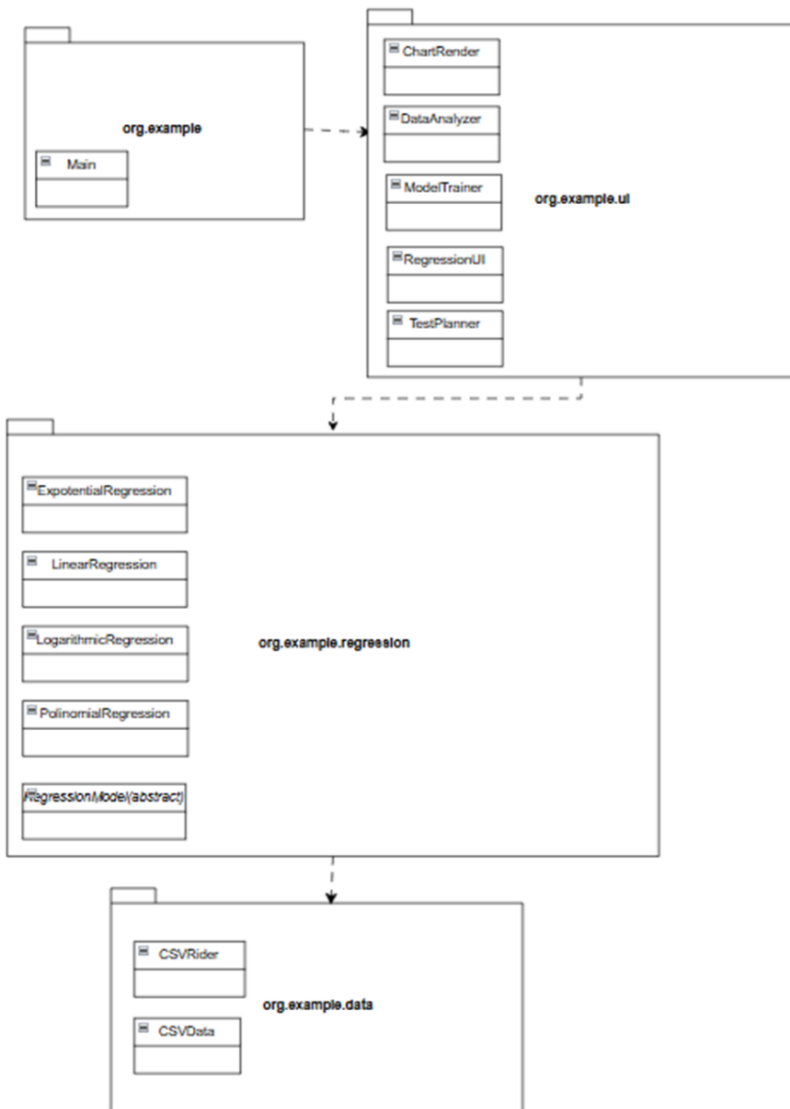 org.example
Main
ChartRender
DataAnalyzer
ModelTrainer
RegressionUI
TestPlanner
org.example.ui
ExpotentialRegression
LinearRegression
LogarithmicRegression
PolinomialRegression
RegressionModel(abstract)
org.example.regression
CSVRider
CSVData
org.example.data